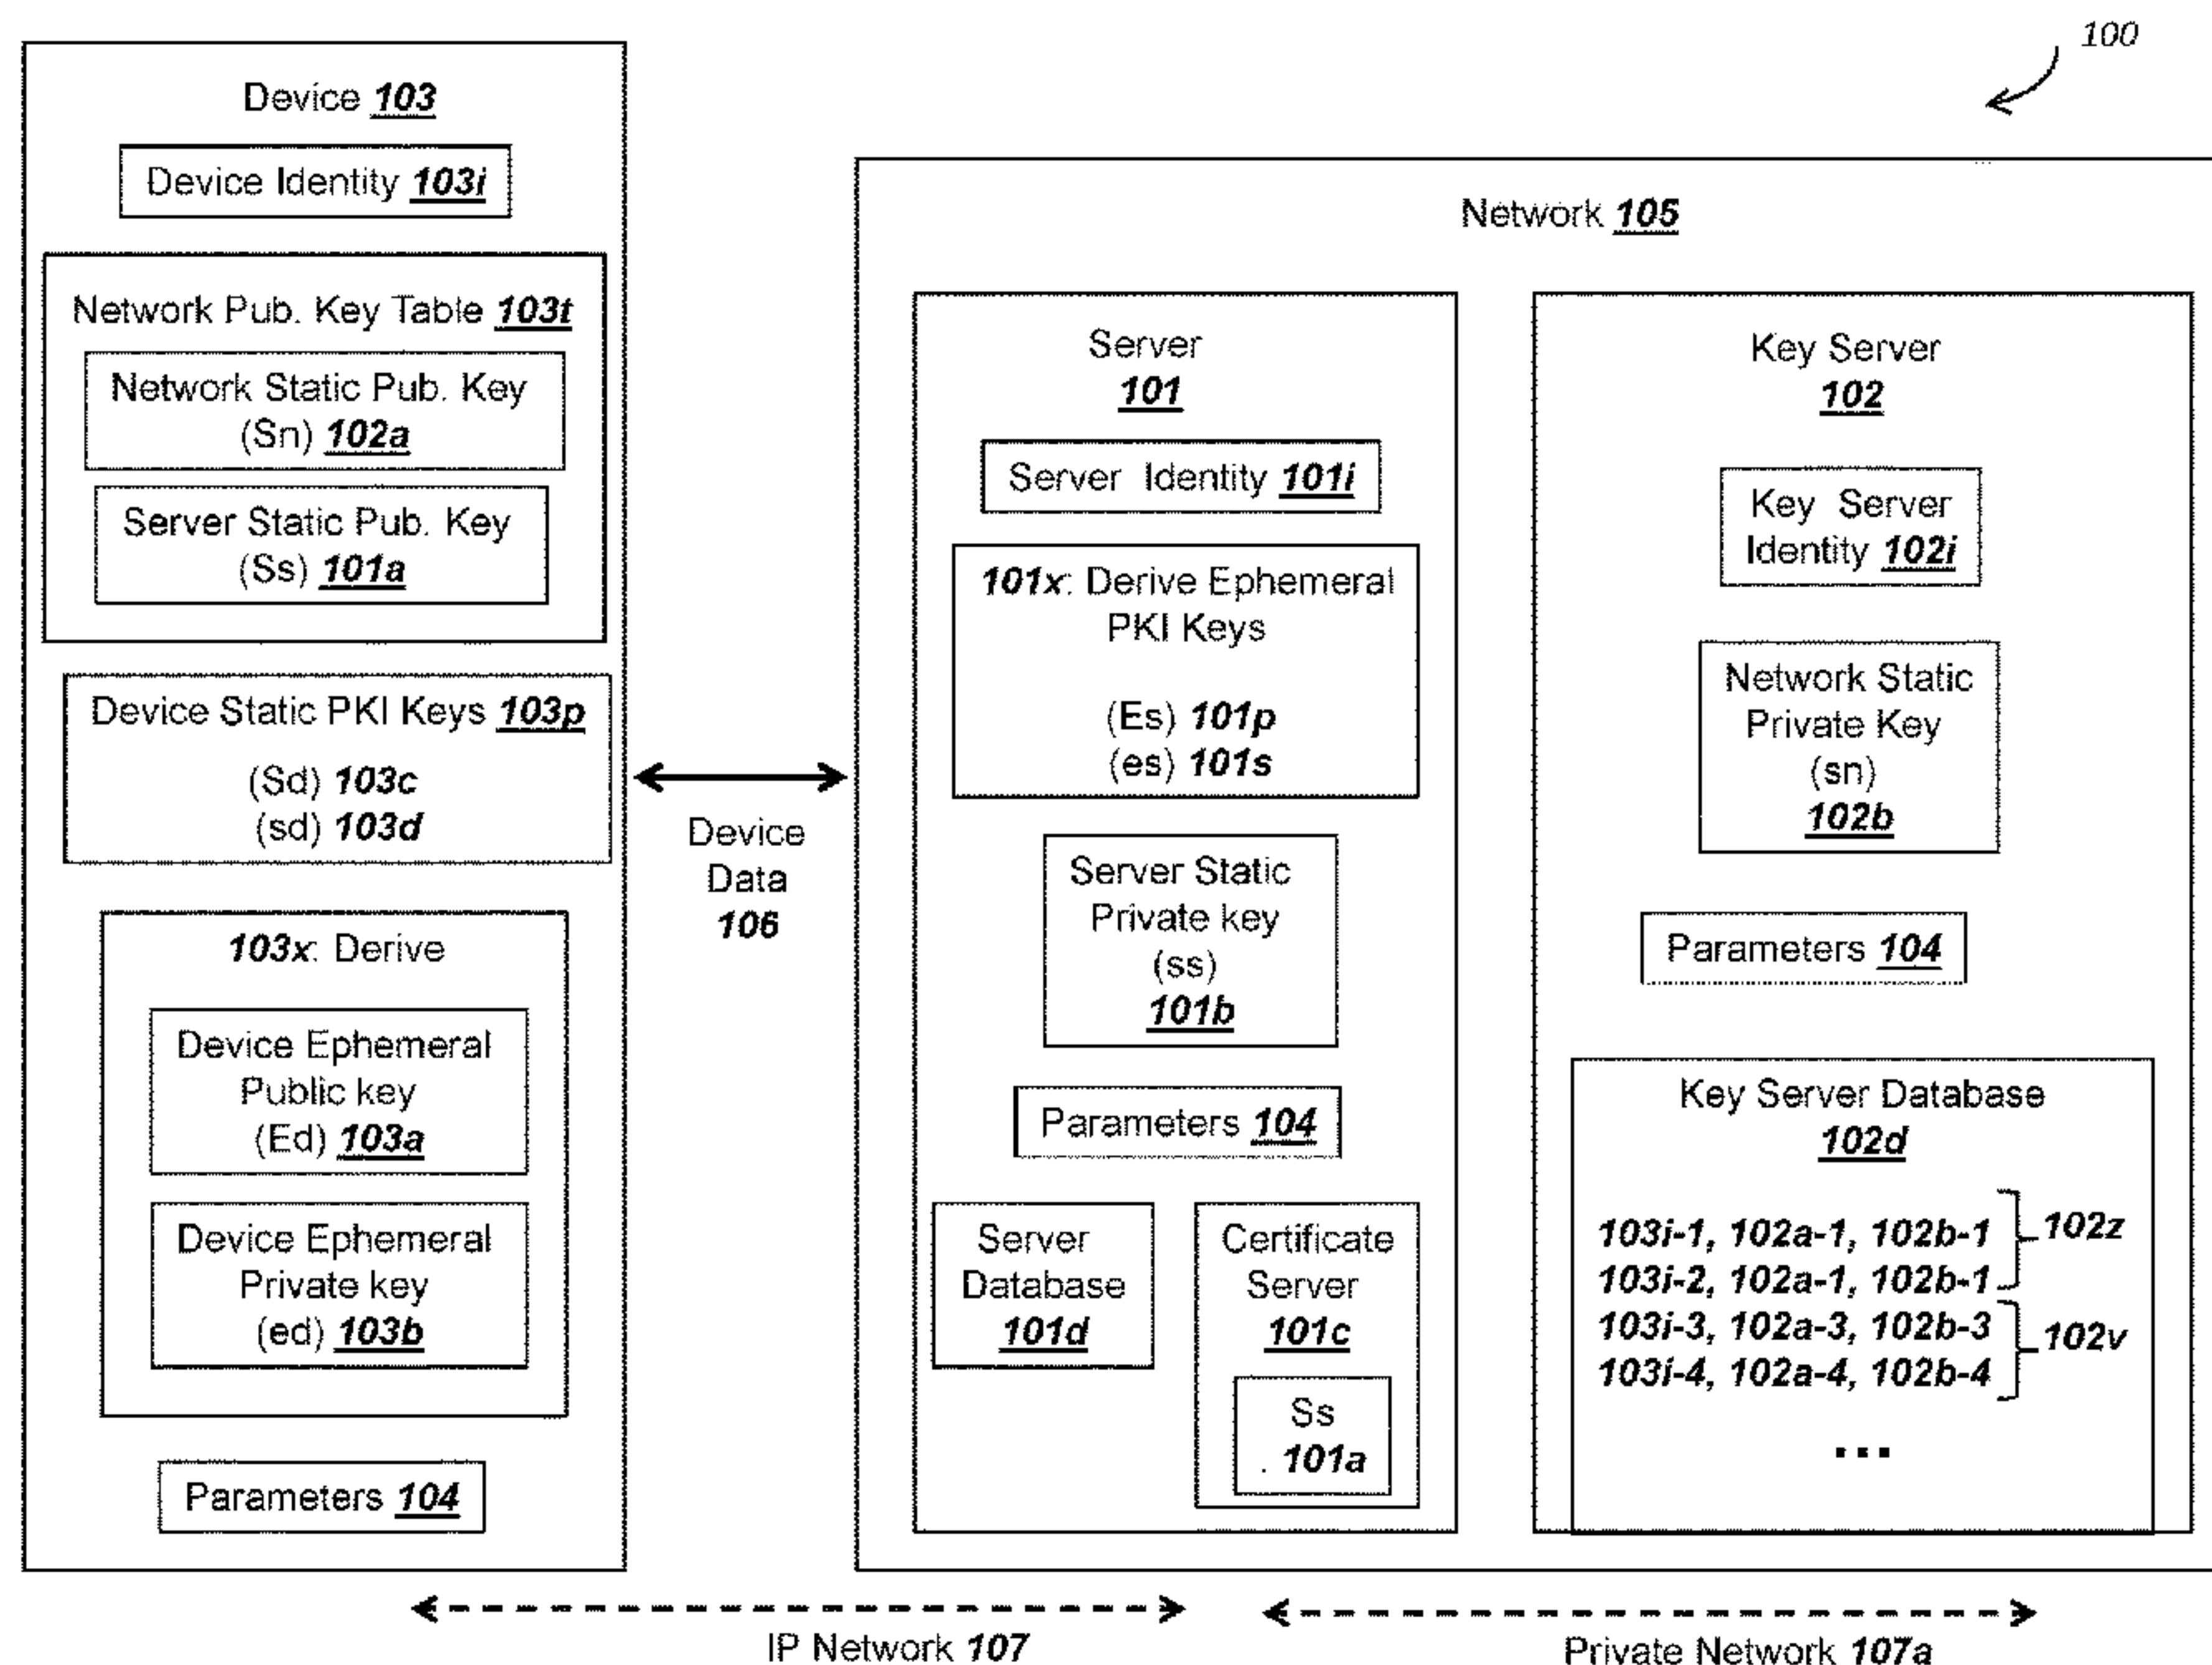 100
Device 103
Device Identity 103i
Network Pub. Key Table 103t
Network Static Pub. Key
(Sn) 102a
Server Static Pub. Key
(Ss) 101a
Device Static PKI Keys 103p
(Sd) 103c
(sd) 103d
103x: Derive
Device Ephemeral
Public key
(Ed) 103a
Device Ephemeral
Private key
(ed) 103b
Parameters 104
Device
Data
106
Network 105
Server
101
Server Identity 101i
101x: Derive Ephemeral
PKI Keys
(Es) 101p
(es) 101s
Server Static
Private key
(ss)
101b
Parameters 104
Server
Database
101d
Certificate
Server
101c
Ss
. 101a
Key Server
102
Key Server
Identity 102i
Network Static
Private Key
(sn)
102b
Parameters 104
Key Server Database
102d
103i-1, 102a-1, 102b-1
103i-2, 102a-1, 102b-1
102z
103i-3, 102a-3, 102b-3
103i-4, 102a-4, 102b-4
102v
...
IP Network 107
Private Network 107a